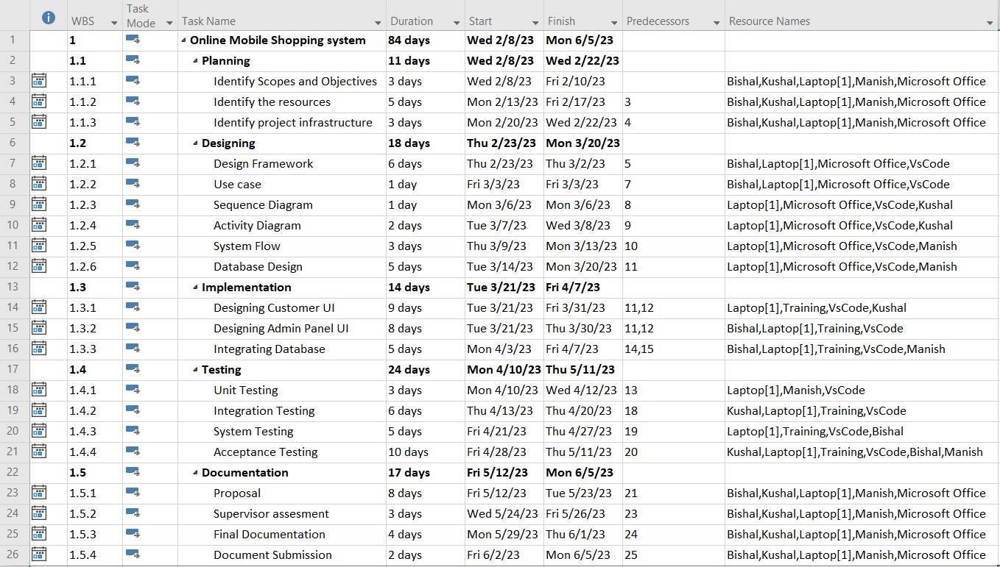 WBS Task Mode Task Name Duration Start Finish Predecessors Resource Names
1 1 Online Mobile Shopping system 84 days Wed 2/8/23 Mon 6/5/23
2 1.1 Planning 11 days Wed 2/8/23 Wed 2/22/23
3 1.1.1 Identify Scopes and Objectives 3 days Wed 2/8/23 Fri 2/10/23 Bishal,Kushal,Laptop[1],Manish,Microsoft Office
4 1.1.2 Identify the resources 5 days Mon 2/13/23 Fri 2/17/23 3 Bishal,Kushal,Laptop[1],Manish,Microsoft Office
5 1.1.3 Identify project infrastructure 3 days Mon 2/20/23 Wed 2/22/23 4 Bishal,Kushal,Laptop[1],Manish,Microsoft Office
6 1.2 Designing 18 days Thu 2/23/23 Mon 3/20/23
7 1.2.1 Design Framework 6 days Thu 2/23/23 Thu 3/2/23 5 Bishal,Laptop[1],Microsoft Office,VsCode
8 1.2.2 Use case 1 day Fri 3/3/23 Fri 3/3/23 7 Bishal,Laptop[1],Microsoft Office,VsCode
9 1.2.3 Sequence Diagram 1 day Mon 3/6/23 Mon 3/6/23 8 Laptop[1],Microsoft Office,VsCode,Kushal
10 1.2.4 Activity Diagram 2 days Tue 3/7/23 Wed 3/8/23 9 Laptop[1],Microsoft Office,VsCode,Kushal
11 1.2.5 System Flow 3 days Thu 3/9/23 Mon 3/13/23 10 Laptop[1],Microsoft Office,VsCode,Manish
12 1.2.6 Database Design 5 days Tue 3/14/23 Mon 3/20/23 11 Laptop[1],Microsoft Office,VsCode,Manish
13 1.3 Implementation 14 days Tue 3/21/23 Fri 4/7/23
14 1.3.1 Designing Customer UI 9 days Tue 3/21/23 Fri 3/31/23 11,12 Laptop[1],Training,VsCode,Kushal
15 1.3.2 Designing Admin Panel UI 8 days Tue 3/21/23 Thu 3/30/23 11,12 Bishal,Laptop[1],Training,VsCode
16 1.3.3 Integrating Database 5 days Mon 4/3/23 Fri 4/7/23 14,15 Bishal,Laptop[1],Training,VsCode,Manish
17 1.4 Testing 24 days Mon 4/10/23 Thu 5/11/23
18 1.4.1 Unit Testing 3 days Mon 4/10/23 Wed 4/12/23 13 Laptop[1],Manish,VsCode
19 1.4.2 Integration Testing 6 days Thu 4/13/23 Thu 4/20/23 18 Kushal,Laptop[1],Training,VsCode
20 1.4.3 System Testing 5 days Fri 4/21/23 Thu 4/27/23 19 Laptop[1],Training,VsCode,Bishal
21 1.4.4 Acceptance Testing 10 days Fri 4/28/23 Thu 5/11/23 20 Kushal,Laptop[1],Training,VsCode,Bishal,Manish
22 1.5 Documentation 17 days Fri 5/12/23 Mon 6/5/23
23 1.5.1 Proposal 8 days Fri 5/12/23 Tue 5/23/23 21 Bishal,Kushal,Laptop[1],Manish,Microsoft Office
24 1.5.2 Supervisor assesment 3 days Wed 5/24/23 Fri 5/26/23 23 Bishal,Kushal,Laptop[1],Manish,Microsoft Office
25 1.5.3 Final Documentation 4 days Mon 5/29/23 Thu 6/1/23 24 Bishal,Kushal,Laptop[1],Manish,Microsoft Office
26 1.5.4 Document Submission 2 days Fri 6/2/23 Mon 6/5/23 25 Bishal,Kushal,Laptop[1],Manish,Microsoft Office